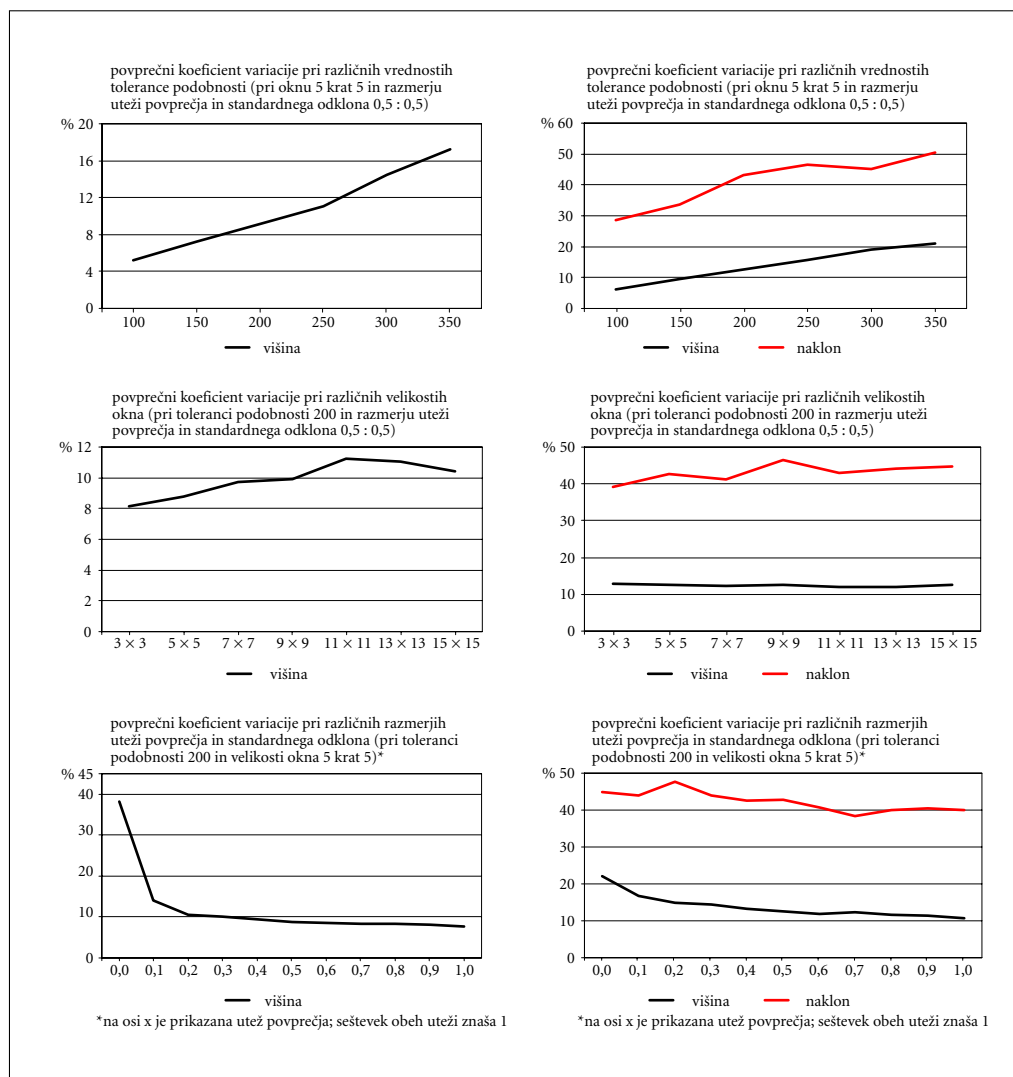 povprečni koeficient variacije pri različnih vrednostih
tolerance podobnosti (pri oknu 5 krat 5 in razmerju
uteži povprečja in standardnega odklona 0,5 : 0,5)
% 20
16
12
8
4
0
100 150 200 250 300 350
višina
povprečni koeficient variacije pri različnih vrednostih
tolerance podobnosti (pri oknu 5 krat 5 in razmerju
uteži povprečja in standardnega odklona 0,5 : 0,5)
% 60
50
40
30
20
10
0
100 150 200 250 300 350
višina naklon
povprečni koeficient variacije pri različnih velikostih
okna (pri toleranci podobnosti 200 in razmerju uteži
povprečja in standardnega odklona 0,5 : 0,5)
% 12
10
8
6
4
2
0
3 × 3 5 × 5 7 × 7 9 × 9 11 × 11 13 × 13 15 × 15
višina
povprečni koeficient variacije pri različnih velikostih
okna (pri toleranci podobnosti 200 in razmerju uteži
povprečja in standardnega odklona 0,5 : 0,5)
% 50
40
30
20
10
0
3 × 3 5 × 5 7 × 7 9 × 9 11 × 11 13 × 13 15 × 15
višina naklon
povprečni koeficient variacije pri različnih razmerjih
uteži povprečja in standardnega odklona (pri toleranci
podobnosti 200 in velikosti okna 5 krat 5)*
% 45
40
30
20
10
0
0,0 0,1 0,2 0,3 0,4 0,5 0,6 0,7 0,8 0,9 1,0
višina
*na osi x je prikazana utež povprečja; seštevek obeh uteži znaša 1
povprečni koeficient variacije pri različnih razmerjih
uteži povprečja in standardnega odklona (pri toleranci
podobnosti 200 in velikosti okna 5 krat 5)*
% 50
40
30
20
10
0
0,0 0,1 0,2 0,3 0,4 0,5 0,6 0,7 0,8 0,9 1,0
višina naklon
*na osi x je prikazana utež povprečja; seštevek obeh uteži znaša 1